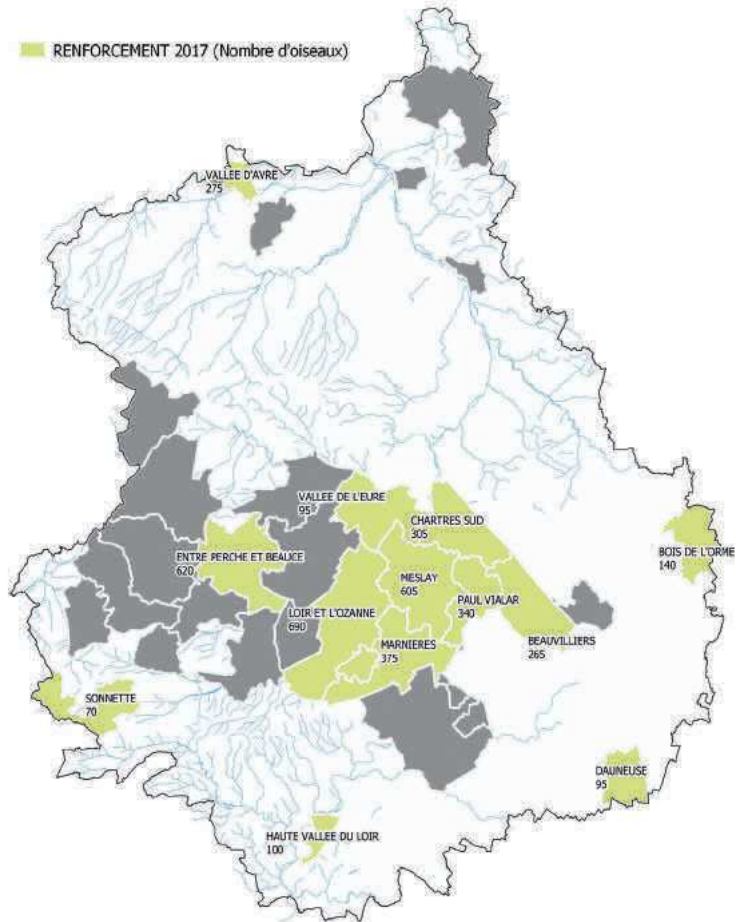 RENFORCEMENT 2017 (Nombre d'oiseaux)
VALLEE D'AVRE
275
VALLEE DE L'EURE
95
CHARTRES SUD
305
BOIS DE L'ORME
140
ENTRE PERCHE ET BEAUCE
620
MESLAY
605
PAUL VIALAR
340
LOIR ET L'OZANNE
690
MARNIERES
375
BEAUVILLIERS
265
SONNETTE
70
DAUNEUSE
95
HAUTE VALLEE DU LOIR
100